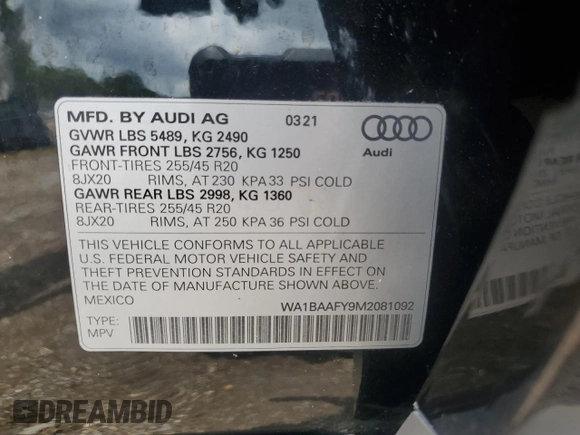 MFD. BY AUDI AG 0321
GVWR LBS 5489, KG 2490
GAWR FRONT LBS 2756, KG 1250
FRONT-TIRES 255/45 R20
8JX20 RIMS, AT 230 KPA 33 PSI COLD
GAWR REAR LBS 2998, KG 1360
REAR-TIRES 255/45 R20
8JX20 RIMS, AT 250 KPA 36 PSI COLD
Audi
THIS VEHICLE CONFORMS TO ALL APPLICABLE
U.S. FEDERAL MOTOR VEHICLE SAFETY AND
THEFT PREVENTION STANDARDS IN EFFECT ON
THE DATE OF MANUFACTURE SHOWN ABOVE.
MEXICO WA1BAAFY9M2081092
TYPE:
MPV
DREAMBID